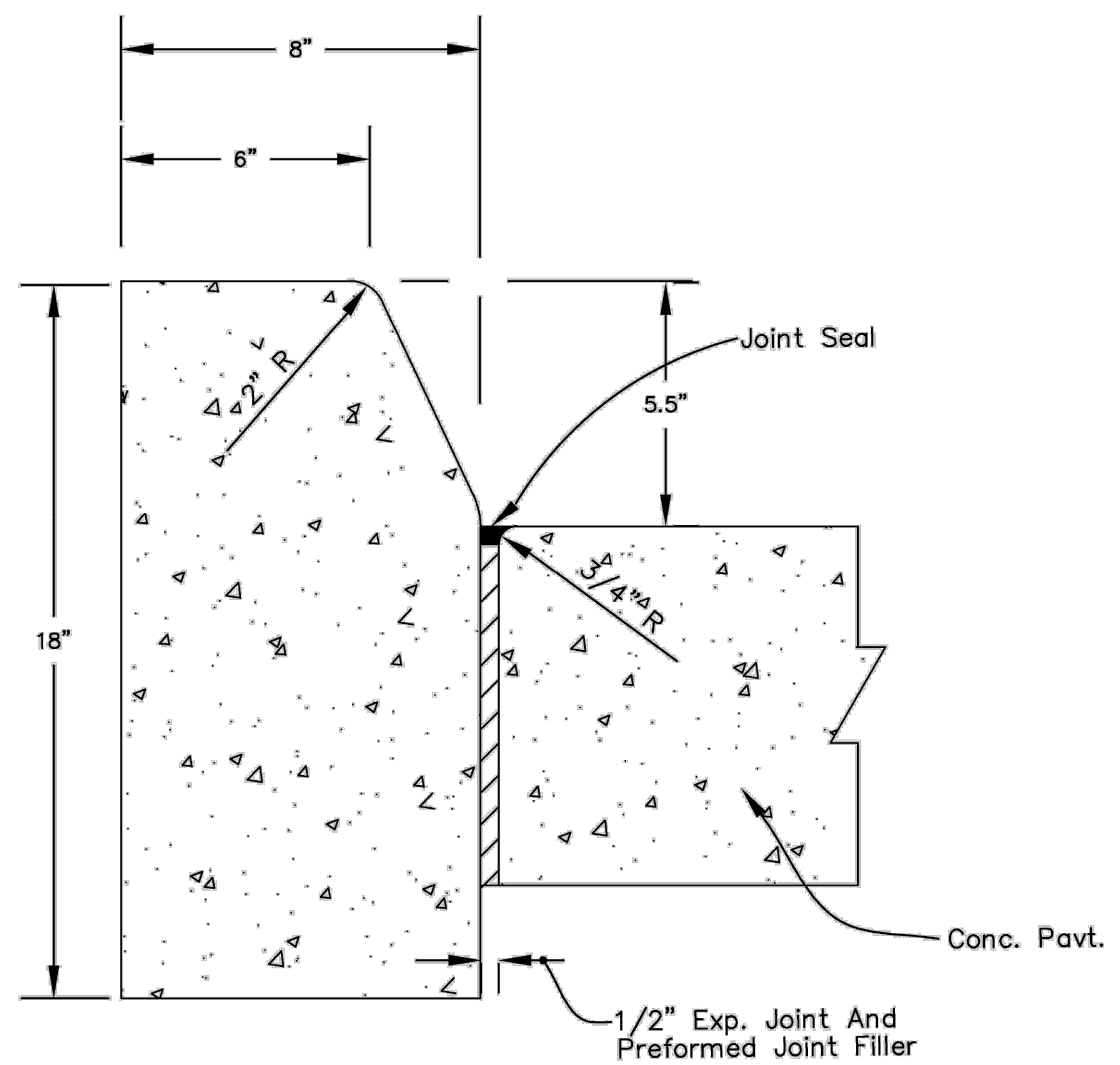 8"
6"
2" R
Joint Seal
5.5"
3/4" R
18"
Conc. Pavt.
1/2" Exp. Joint And
Preformed Joint Filler